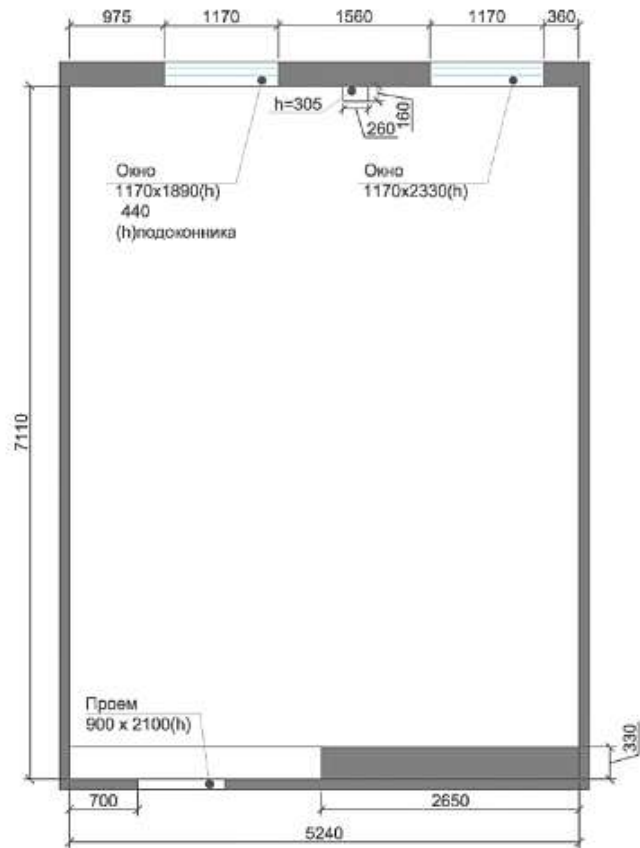 975 1170 1560 1170 360
h=305
260
160
Окно
1170x1890(h)
440
(h)подоконника
Окно
1170x2330(h)
7110
Проем
900 x 2100(h)
330
700 2650
5240